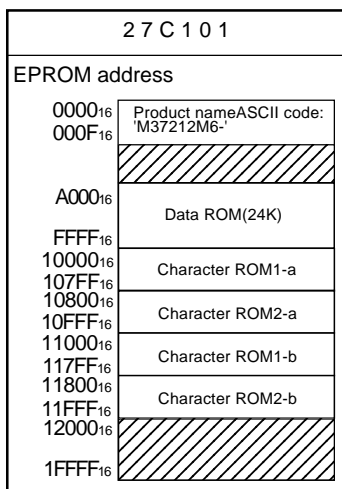 27C101
EPROM address
0000₁₆
000F₁₆
Product nameASCII code:
'M37212M6-'
A000₁₆
Data ROM(24K)
FFFF₁₆
10000₁₆
107FF₁₆
Character ROM1-a
10800₁₆
10FFF₁₆
Character ROM2-a
11000₁₆
117FF₁₆
Character ROM1-b
11800₁₆
11FFF₁₆
Character ROM2-b
12000₁₆
1FFFF₁₆